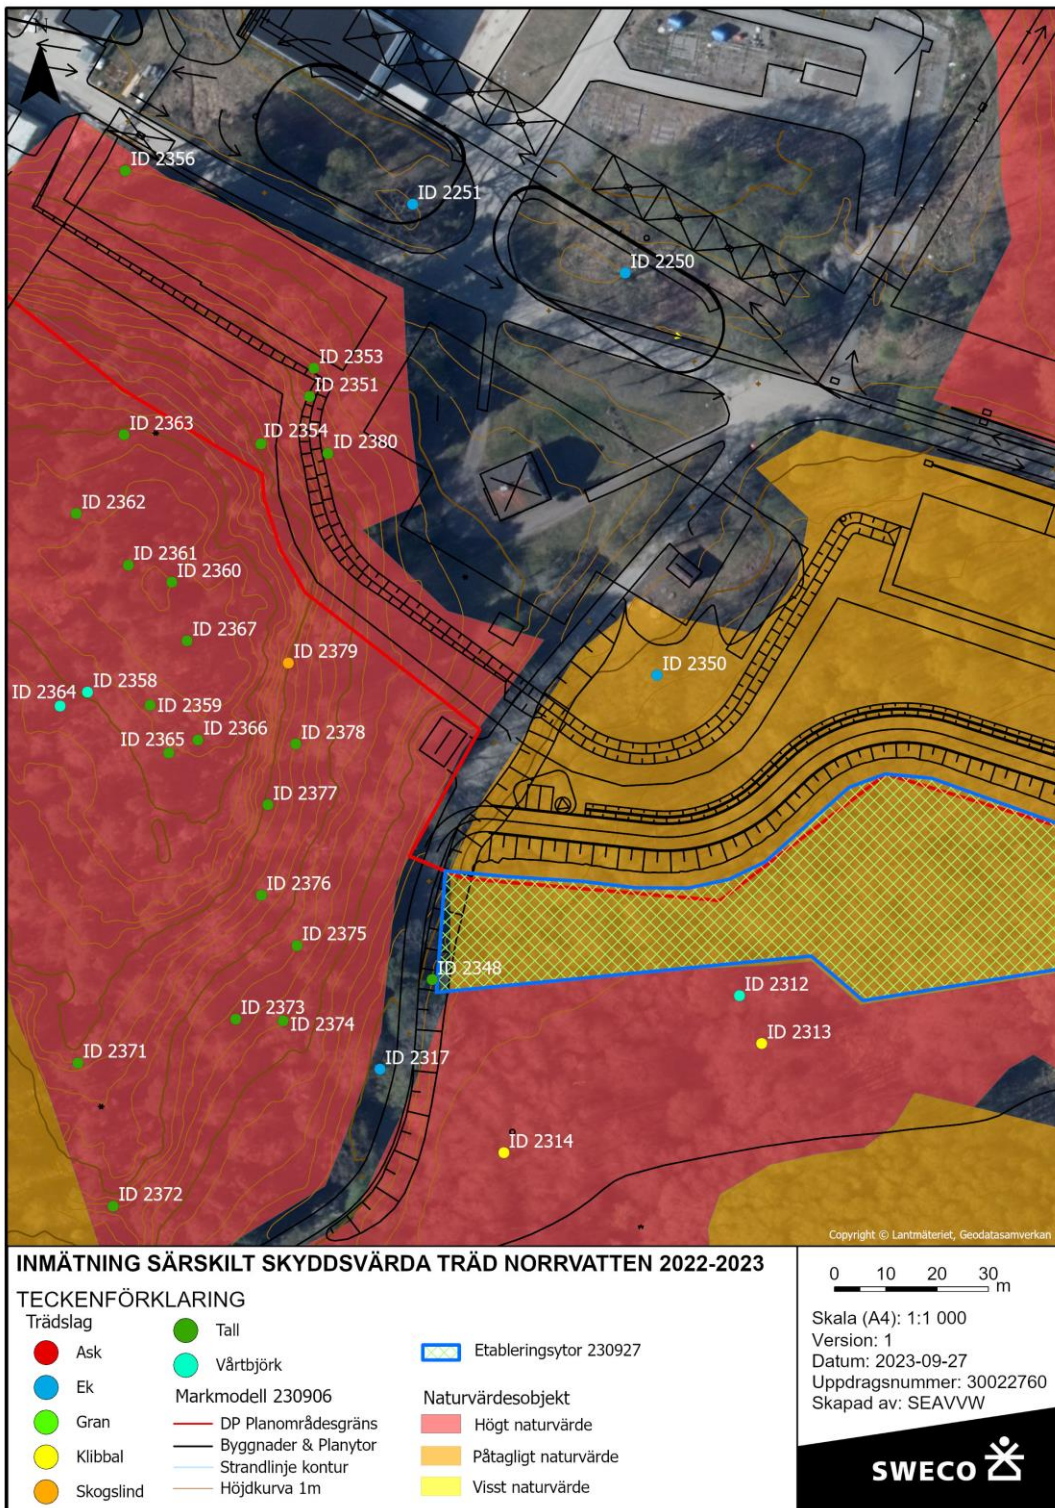 N
ID 2356
ID 2251
ID 2250
ID 2353
ID 2351
ID 2363
ID 2354
ID 2380
ID 2362
ID 2361
ID 2360
ID 2367
ID 2379
ID 2350
ID 2358
ID 2364
ID 2359
ID 2366
ID 2365
ID 2378
ID 2377
ID 2376
ID 2375
ID 2348
ID 2312
ID 2373
ID 2374
ID 2313
ID 2371
ID 2317
ID 2314
ID 2372
Copyright © Lantmäteriet, Geodatasamverkan
INMÄTNING SÄRSKILT SKYDDSVÄRDA TRÄD NORRVATTEN 2022-2023
TECKENFÖRKLARING
Trädslag
Ask
Ek
Gran
Klibbal
Skogslind
Tall
Vårtbjörk
Markmodell 230906
DP Planområdesgräns
Byggnader & Planytor
Strandlinje kontur
Höjdkurva 1m
Etableringsytor 230927
Naturvärdesobjekt
Högt naturvärde
Påtagligt naturvärde
Visst naturvärde
0 10 20 30 m
Skala (A4): 1:1 000
Version: 1
Datum: 2023-09-27
Uppdragsnummer: 30022760
Skapad av: SEAVVW
SWECO